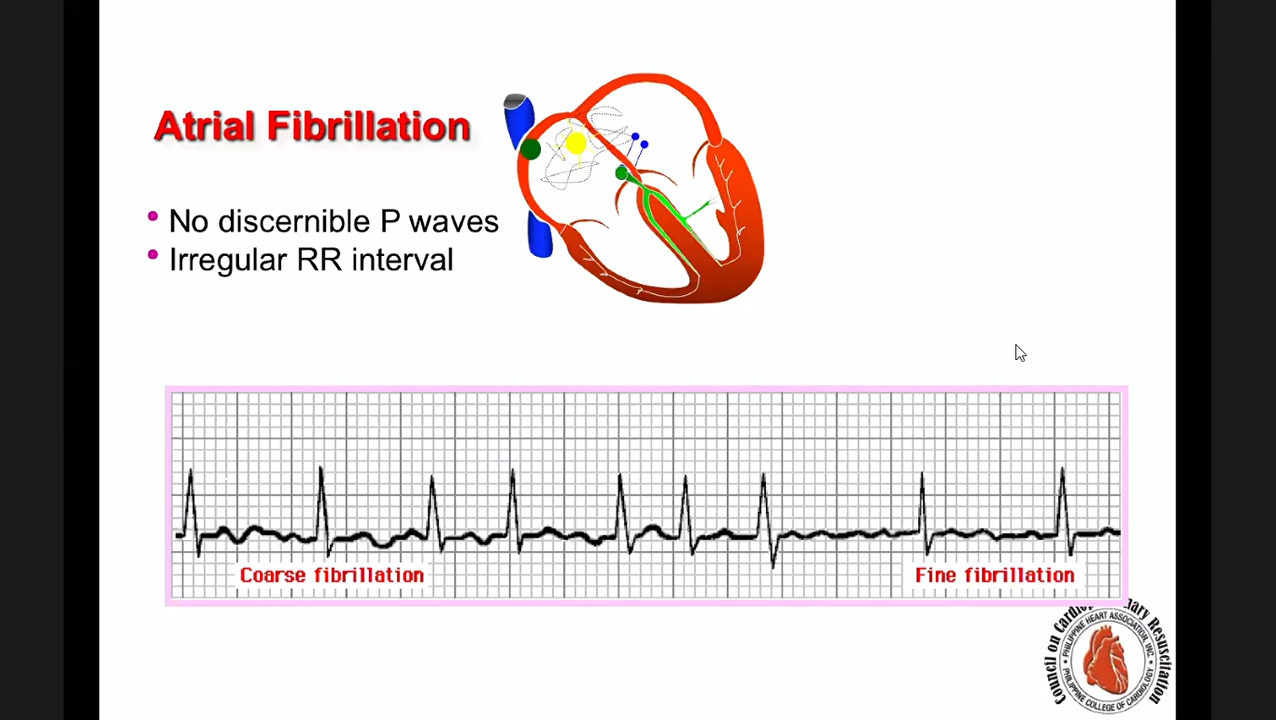 Atrial Fibrillation
• No discernible P waves
• Irregular RR interval
Coarse fibrillation
Fine fibrillation
Council on Cardiopulmonary Resuscitation
PHILIPPINE HEART ASSOCIATION, INC.
PHILIPPINE COLLEGE OF CARDIOLOGY